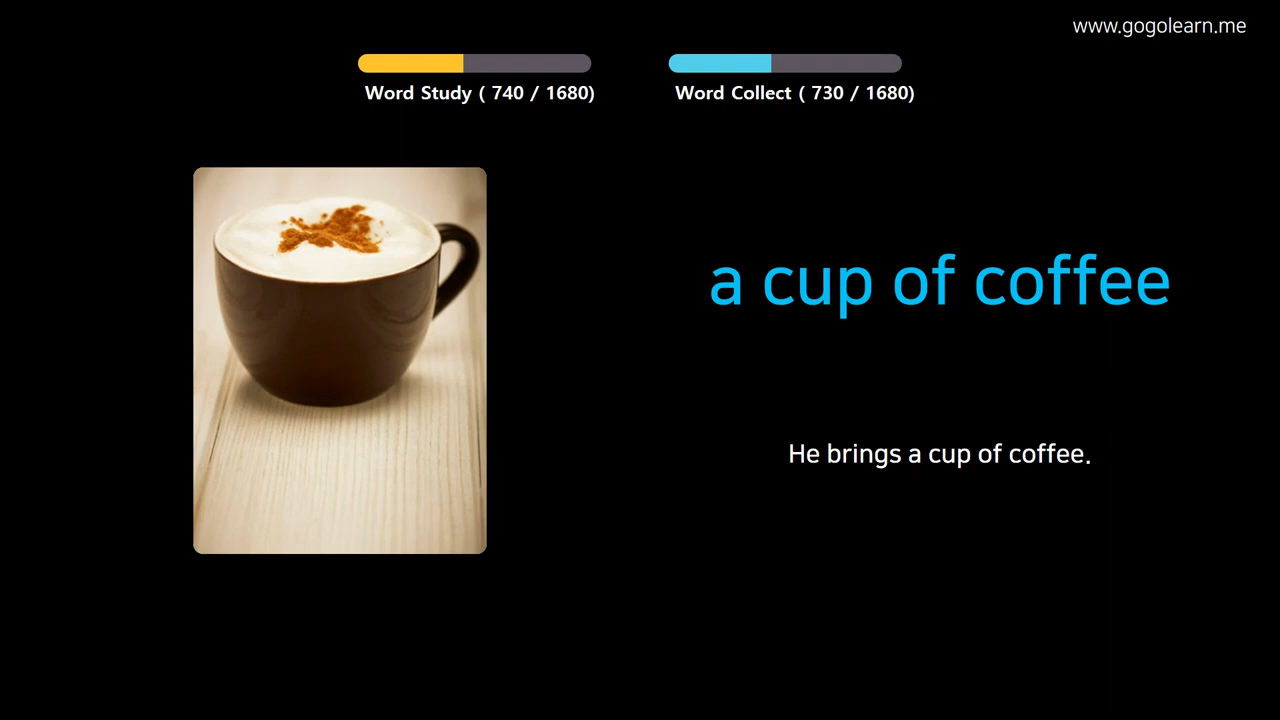 www.gogolearn.me
Word Study ( 740 / 1680)
Word Collect ( 730 / 1680)
a cup of coffee
He brings a cup of coffee.